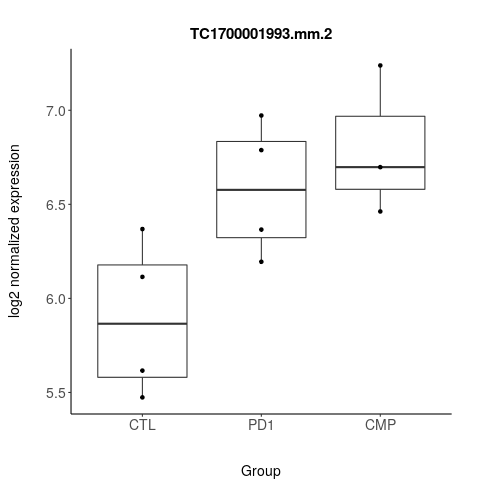 TC1700001993.mm.2
log2 normalized expression
7.0
6.5
6.0
5.5
CTL PD1 CMP
Group